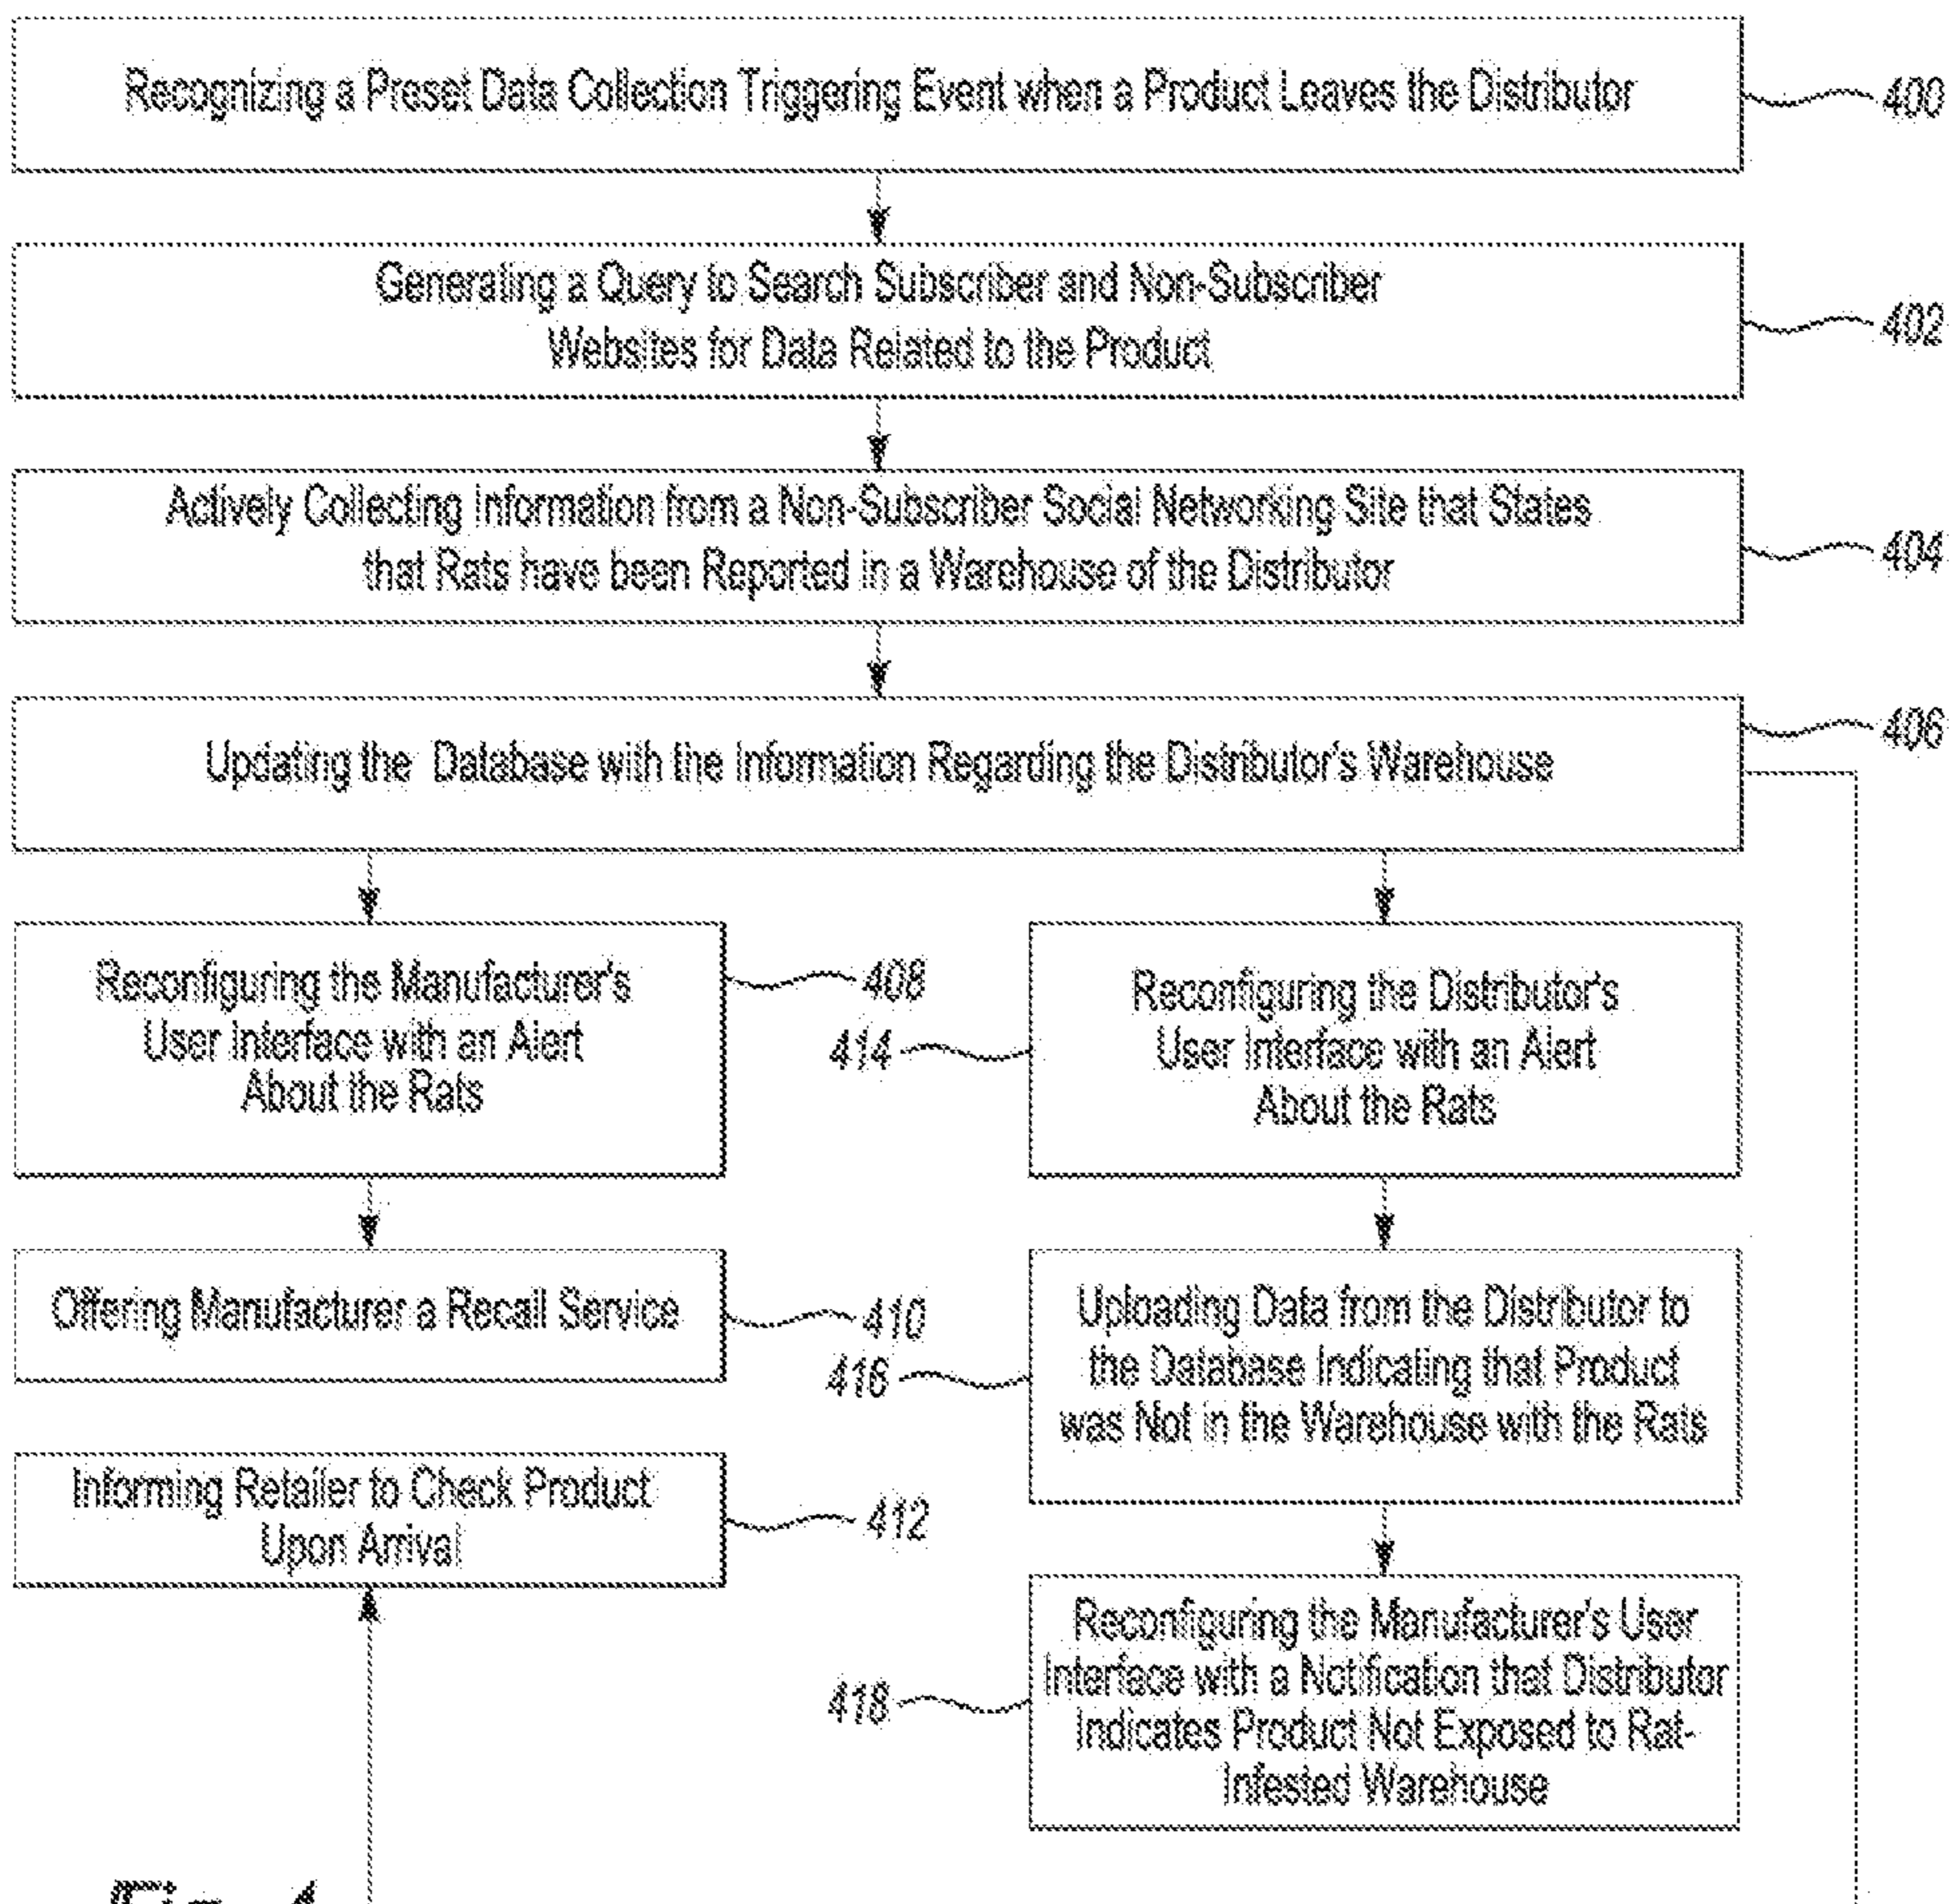 Recognizing a Preset Data Collection Triggering Event when a Product Leaves the Distributor
400
Generating a Query to Search Subscriber and Non-Subscriber
Websites for Data Related to the Product
402
Actively Collecting Information from a Non-Subscriber Social Networking Site that States
that Rats have been Reported in a Warehouse of the Distributor
404
Updating the Database with the Information Regarding the Distributor's Warehouse
406
Reconfiguring the Manufacturer's
User Interface with an Alert
About the Rats
408
Offering Manufacturer a Recall Service
410
Informing Retailer to Check Product
Upon Arrival
412
Reconfiguring the Distributor's
User Interface with an Alert
About the Rats
414
Uploading Data from the Distributor to
the Database Indicating that Product
was Not in the Warehouse with the Rats
416
Reconfiguring the Manufacturer's User
Interface with a Notification that Distributor
Indicates Product Not Exposed to Rat-
Infested Warehouse
418